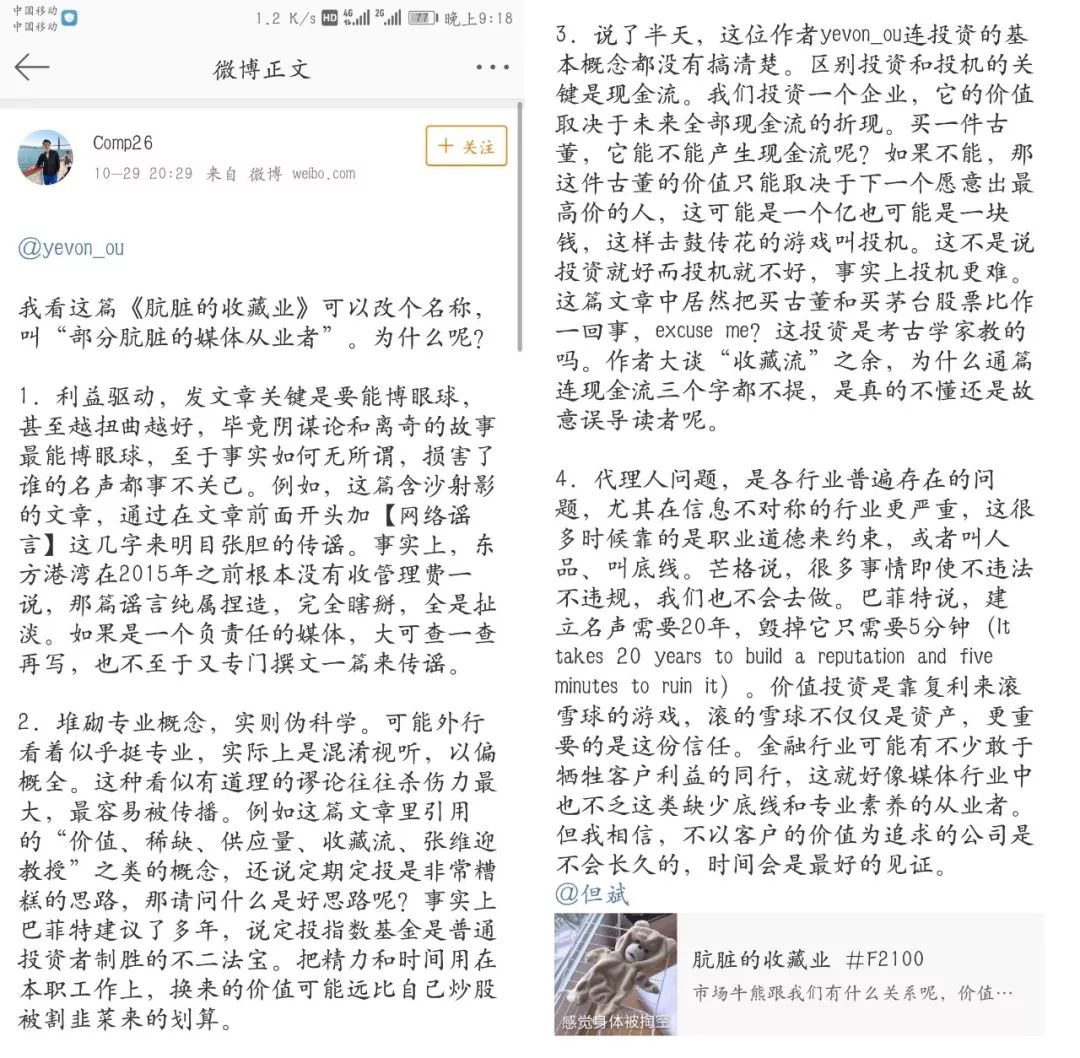 中国移动
中国移动
1.2 K/s HD 4G 2G 77 晚上9:18
微博正文
Comp26
+ 关注
10-29 20:29 来自 微博 weibo.com
@yevon_ou
我看这篇《肮脏的收藏业》可以改个名称，
叫“部分肮脏的媒体从业者”。为什么呢？
1. 利益驱动，发文章关键是要能博眼球，
甚至越扭曲越好，毕竟阴谋论和离奇的故事
最能博眼球，至于事实如何无所谓，损害了
谁的名声都事不关己。例如，这篇含沙射影
的文章，通过在文章前面开头加【网络谣
言】这几字来明目张胆的传谣。事实上，东
方港湾在2015年之前根本没有收管理费一
说，那篇谣言纯属捏造，完全瞎掰，全是扯
淡。如果是一个负责任的媒体，大可查一查
再写，也不至于又专门撰文一篇来传谣。
2. 堆砌专业概念，实则伪科学。可能外行
看着似乎挺专业，实际上是混淆视听，以偏
概全。这种看似有道理的谬论往往杀伤力最
大，最容易被传播。例如这篇文章里引用
的“价值、稀缺、供应量、收藏流、张维迎
教授”之类的概念，还说定期定投是非常糟
糕的思路，那请问什么是好思路呢？事实上
巴菲特建议了多年，说定投指数基金是普通
投资者制胜的不二法宝。把精力和时间用在
本职工作上，换来的价值可能远比自己炒股
被割韭菜来的划算。
3. 说了半天，这位作者yevon_ou连投资的基
本概念都没有搞清楚。区别投资和投机的关
键是现金流。我们投资一个企业，它的价值
取决于未来全部现金流的折现。买一件古
董，它能不能产生现金流呢？如果不能，那
这件古董的价值只能取决于下一个愿意出最
高价的人，这可能是一个亿也可能是一块
钱，这样击鼓传花的游戏叫投机。这不是说
投资就好而投机就不好，事实上投机更难。
这篇文章中居然把买古董和买茅台股票比作
一回事，excuse me？这投资是考古学家教的
吗。作者大谈“收藏流”之余，为什么通篇
连现金流三个字都不提，是真的不懂还是故
意误导读者呢。
4. 代理人问题，是各行业普遍存在的问
题，尤其在信息不对称的行业更严重，这很
多时候靠的是职业道德来约束，或者叫人
品、叫底线。芒格说，很多事情即使不违法
不违规，我们也不会去做。巴菲特说，建
立名声需要20年，毁掉它只需要5分钟（It
takes 20 years to build a reputation and five
minutes to ruin it）。价值投资是靠复利来滚
雪球的游戏，滚的雪球不仅仅是资产，更重
要的是这份信任。金融行业可能有不少敢于
牺牲客户利益的同行，这就好像媒体行业中
也不乏这类缺少底线和专业素养的从业者。
但我相信，不以客户的价值为追求的公司是
不会长久的，时间会是最好的见证。
@但斌
肮脏的收藏业 #F2100
市场牛熊跟我们有什么关系呢，价值…
感觉身体被掏空